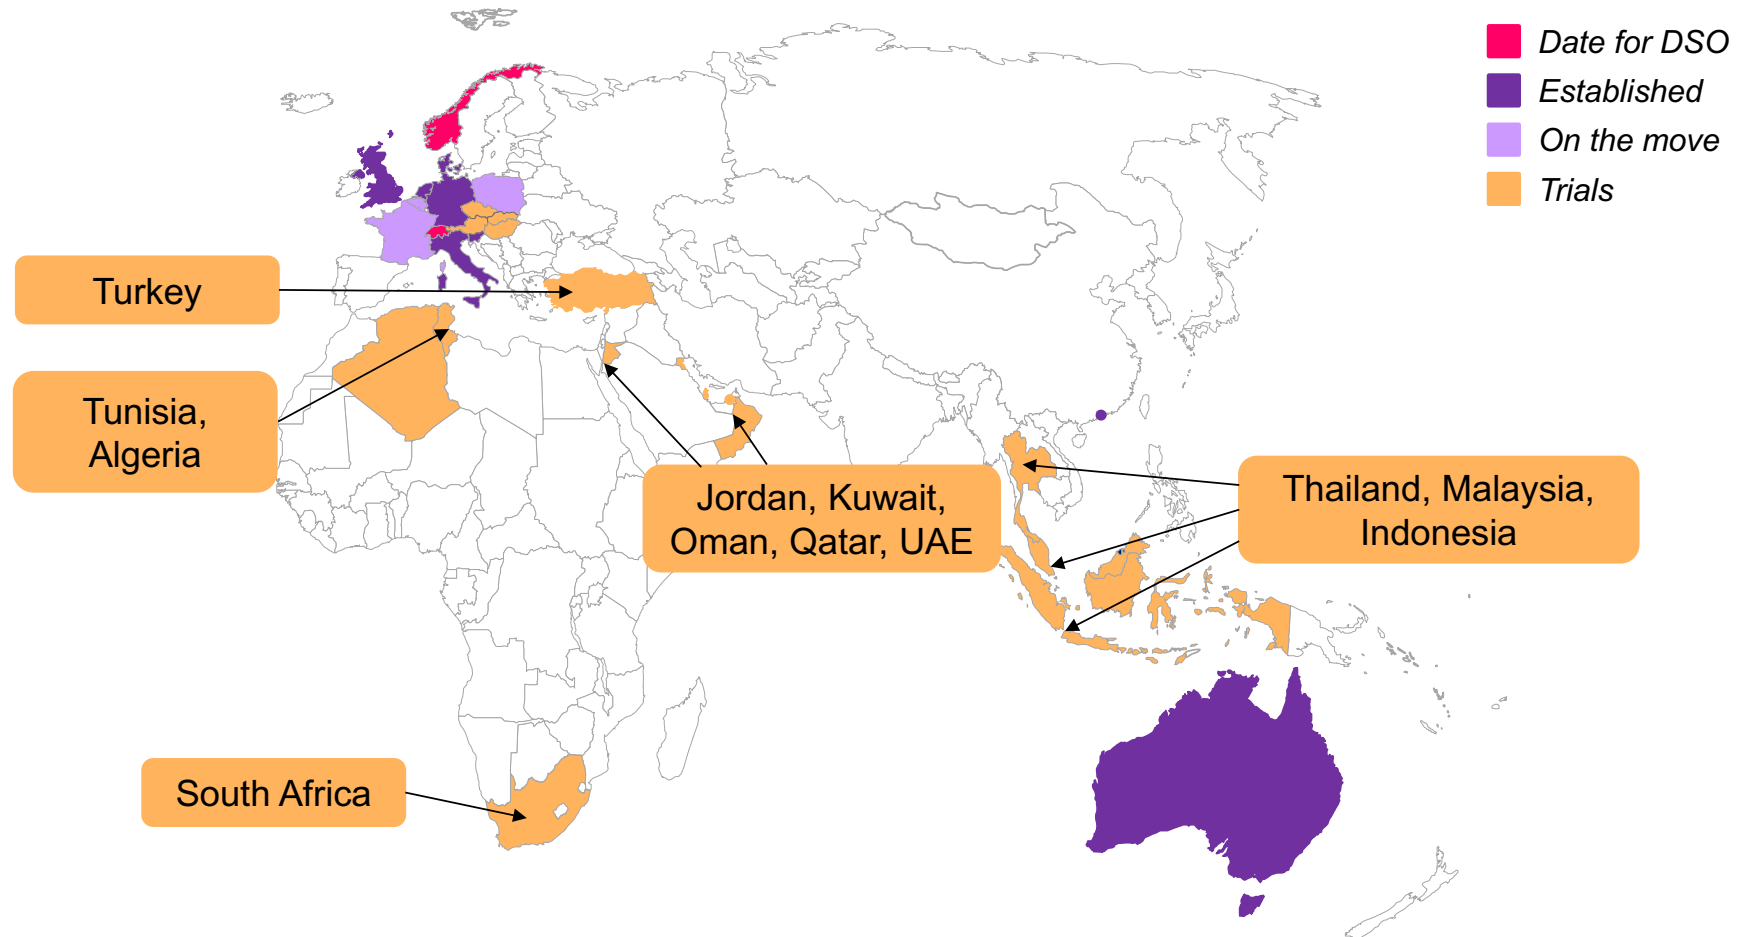 Date for DSO
Established
On the move
Trials
Turkey
Tunisia,
Algeria
Jordan, Kuwait,
Oman, Qatar, UAE
Thailand, Malaysia,
Indonesia
South Africa